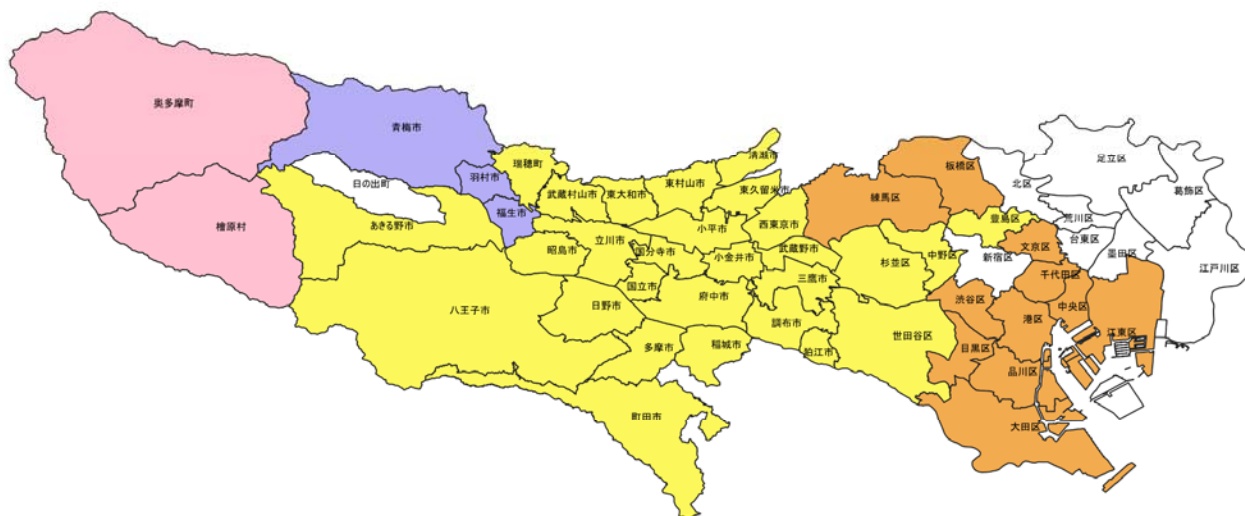 奥多摩町
檜原村
青梅市
日の出町
羽村市
福生市
瑞穂町
あきる野市
武蔵村山市
東大和市
東村山市
清瀬市
東久留米市
昭島市
立川市
国分寺市
小平市
西東京市
小金井市
武蔵野市
国立市
三鷹市
八王子市
日野市
府中市
調布市
狛江市
多摩市
稲城市
町田市
練馬区
板橋区
北区
足立区
葛飾区
豊島区
荒川区
台東区
文京区
墨田区
江戸川区
杉並区
中野区
新宿区
千代田区
渋谷区
中央区
港区
江東区
世田谷区
目黒区
品川区
大田区